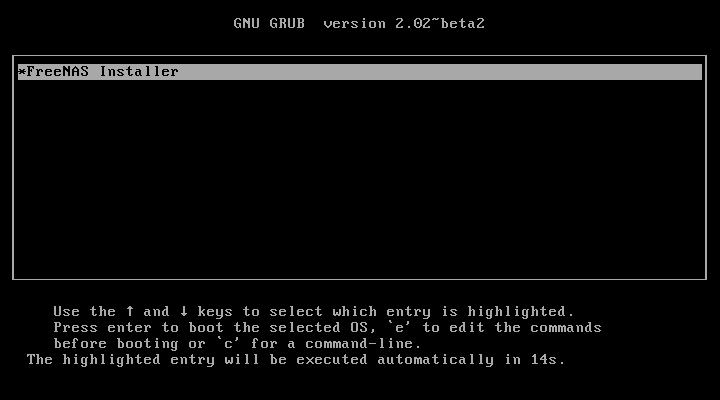 GNU GRUB  version 2.02~beta2
*FreeNAS Installer
Use the ↑ and ↓ keys to select which entry is highlighted.
Press enter to boot the selected OS, `e' to edit the commands
before booting or `c' for a command-line.
The highlighted entry will be executed automatically in 14s.